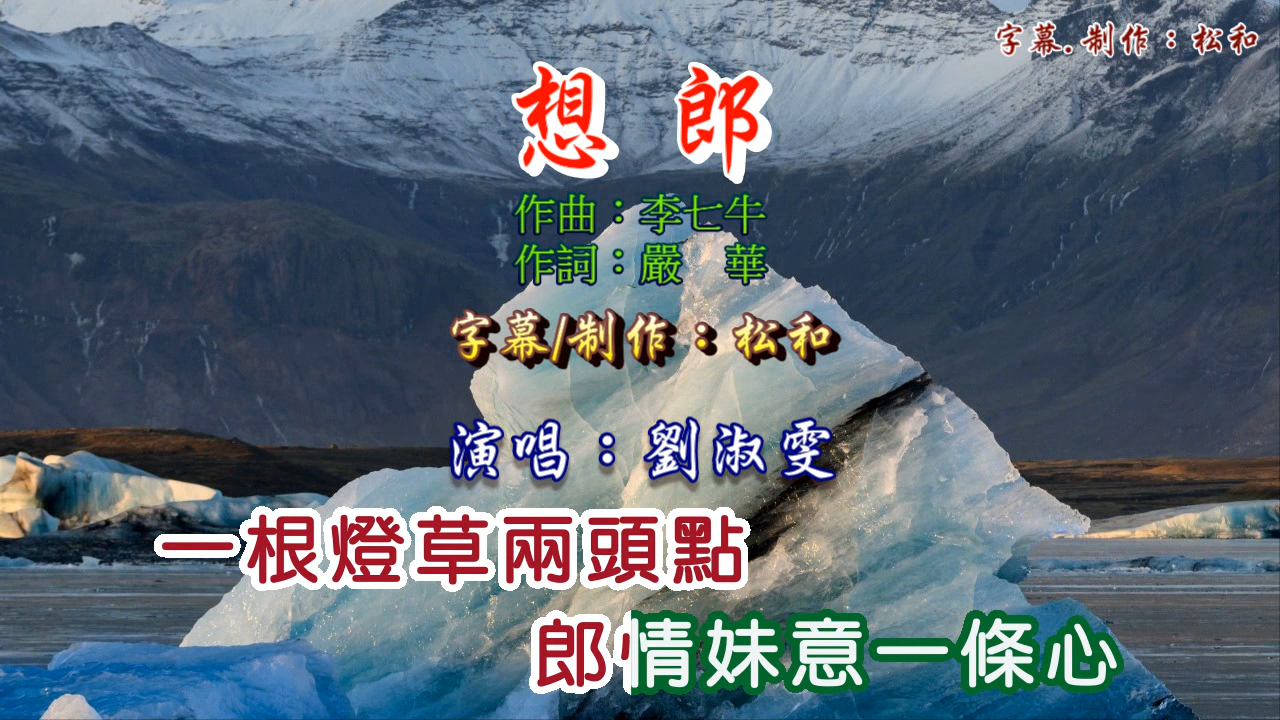 字幕.制作：松和
想 郎
作曲：李七牛
作詞：嚴 華
字幕/制作：松和
演唱：劉淑雯
一根燈草兩頭點
郎情妹意一條心